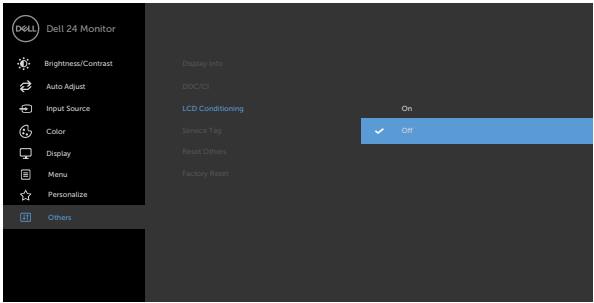 DELL Dell 24 Monitor
Brightness/Contrast Display Info
Auto Adjust DDC/CI
Input Source LCD Conditioning On
Color Service Tag Off
Display Reset Others
Menu Factory Reset
Personalize
Others